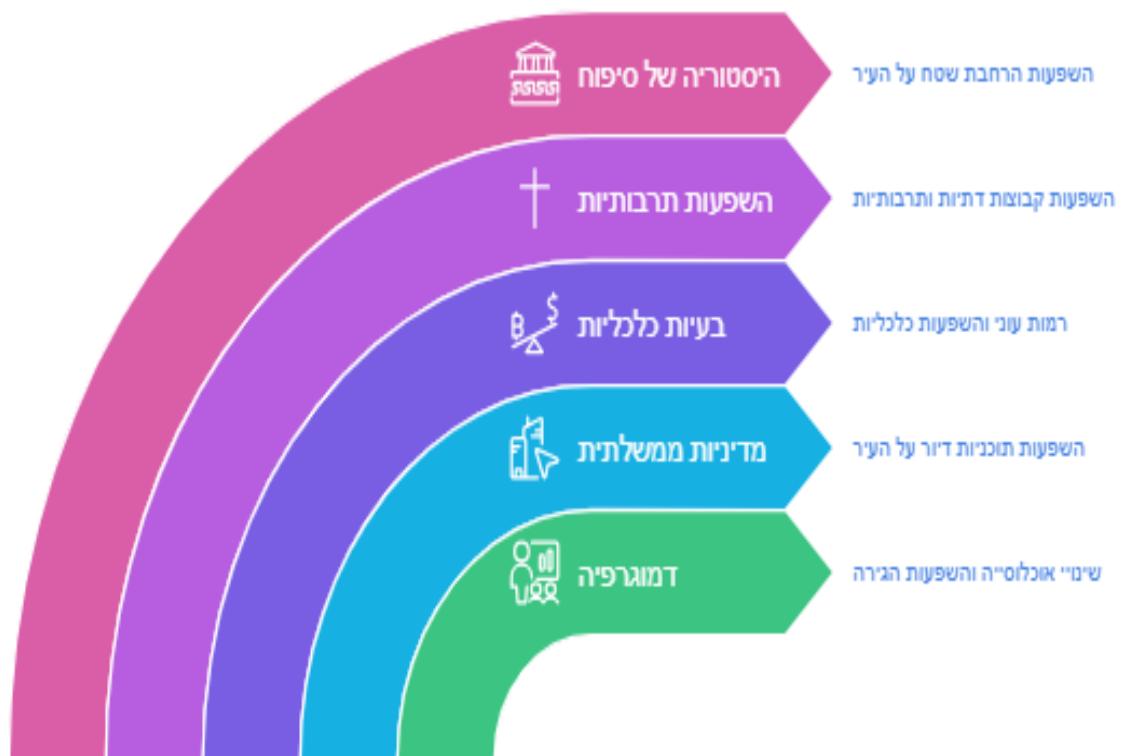 היסטוריה של סיפוח
השפעות הרחבת שטח על העיר
השפעות תרבותיות
השפעות קבוצות דתיות ותרבותיות
בעיות כלכליות
רמות עוני והשפעות כלכליות
מדיניות ממשלתית
השפעות תוכניות דיור על העיר
דמוגרפיה
שינויי אוכלוסייה והשפעות הגירה